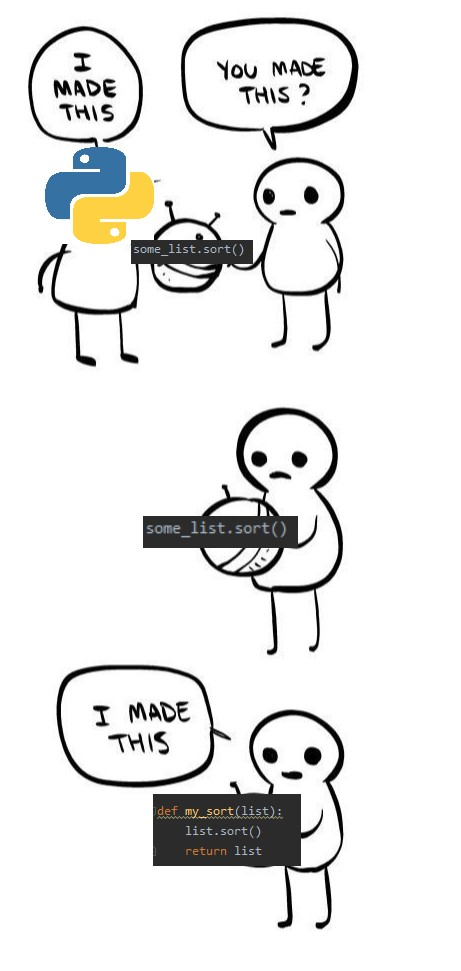 I
MADE
THIS
YOU MADE
THIS?
some_list.sort()
some_list.sort()
I MADE
THIS
def my_sort(list):
    list.sort()
    return list